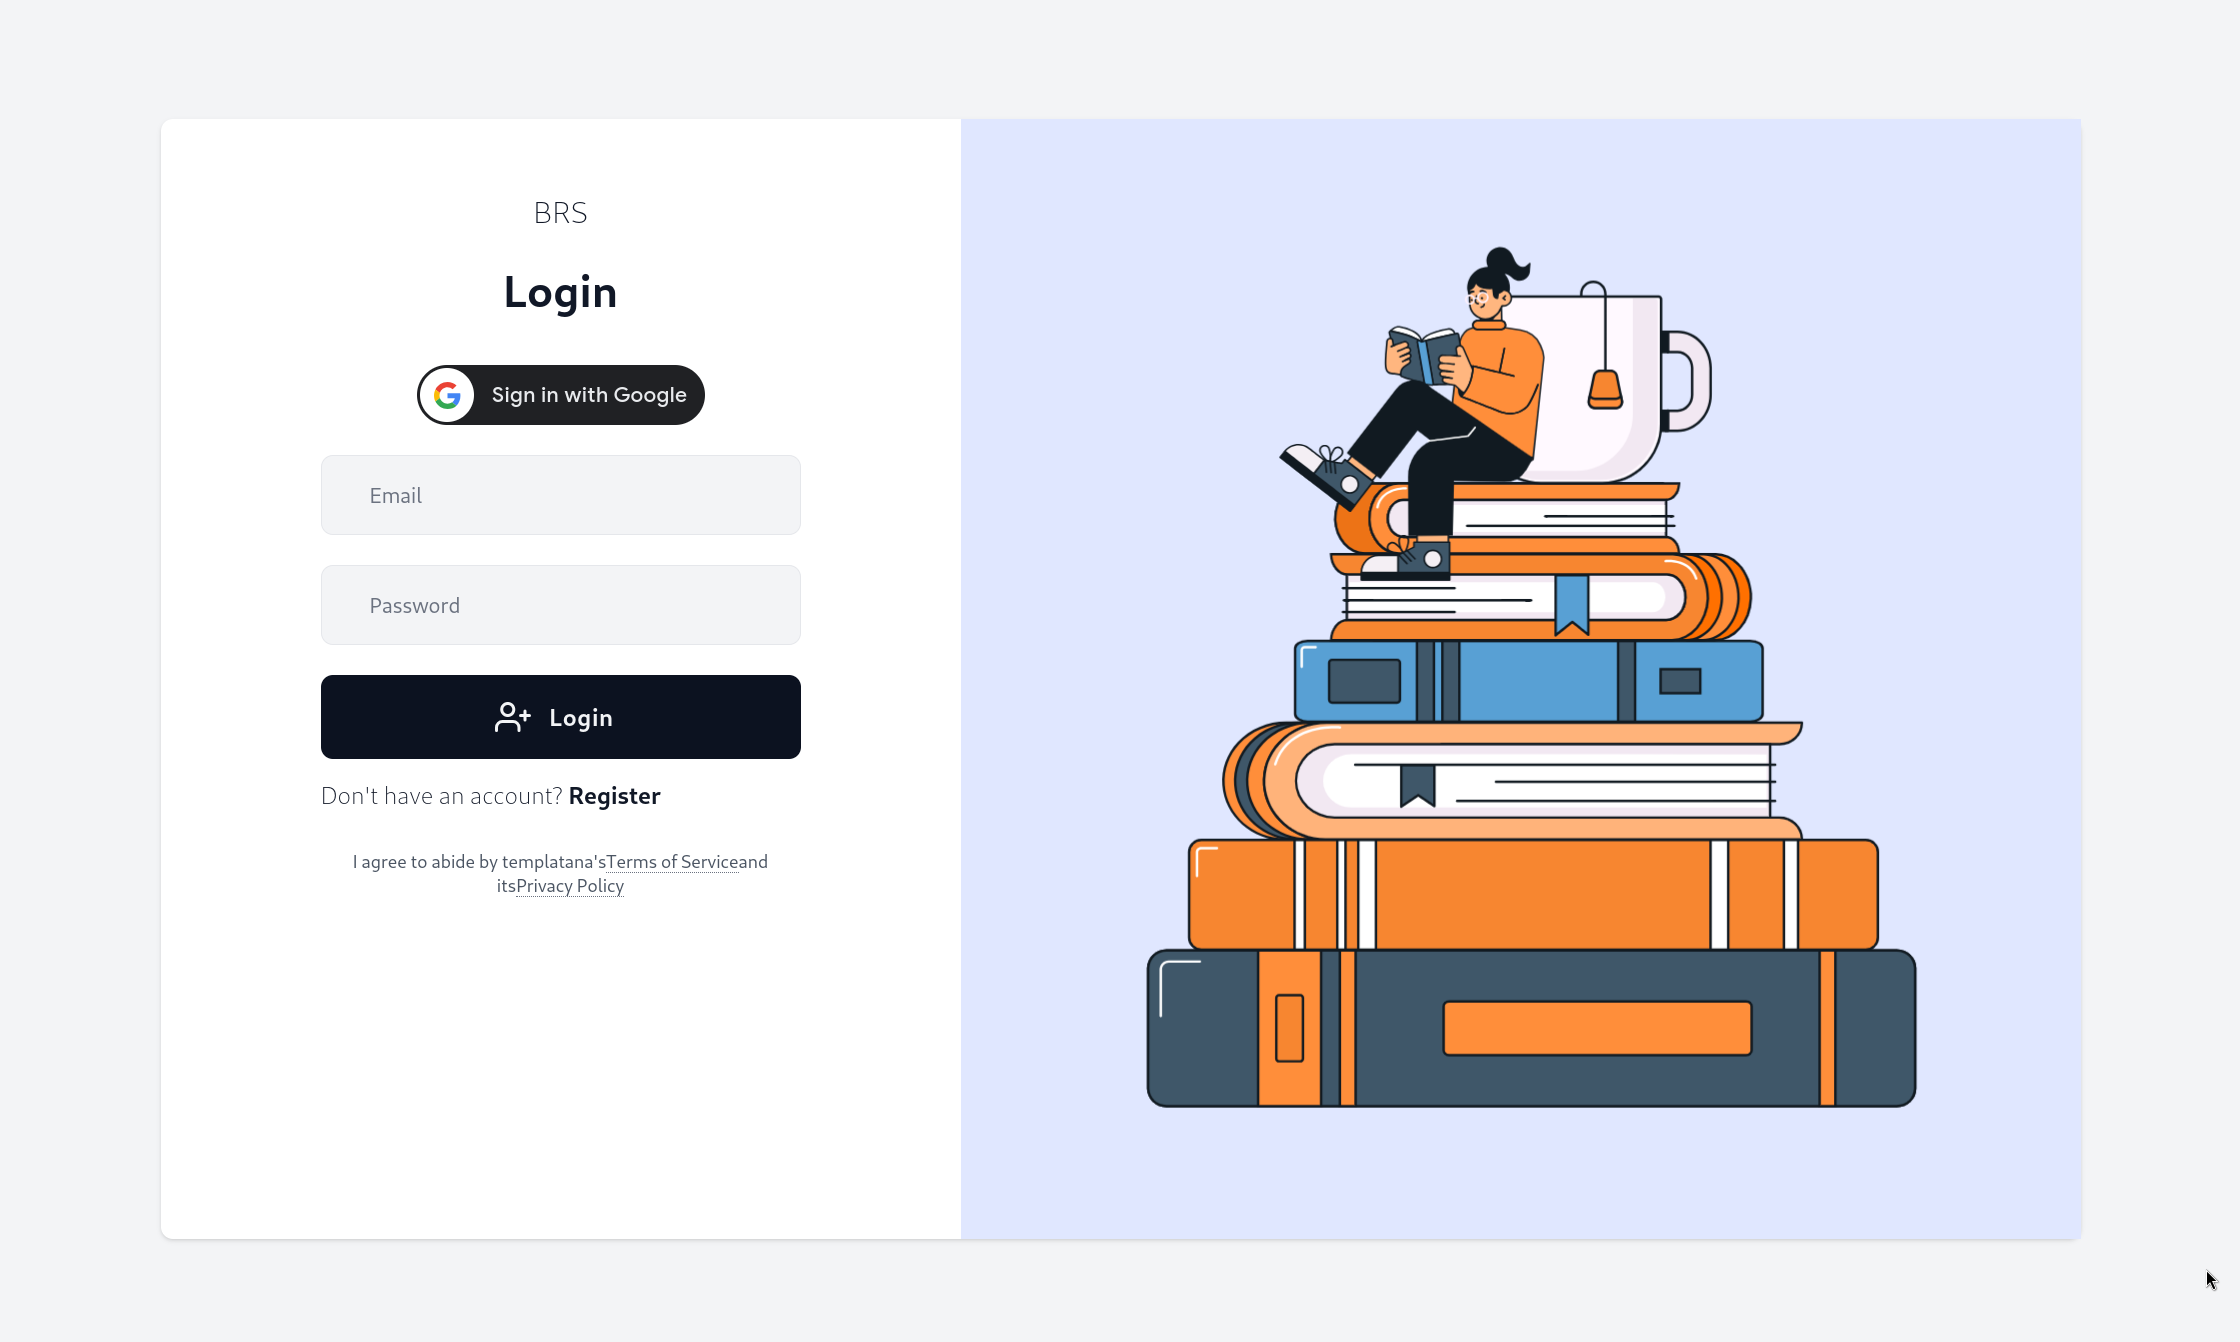 BRS
Login
Sign in with Google
Email
Password
Login
Don't have an account? Register
I agree to abide by templatana'sTerms of Serviceand
itsPrivacy Policy